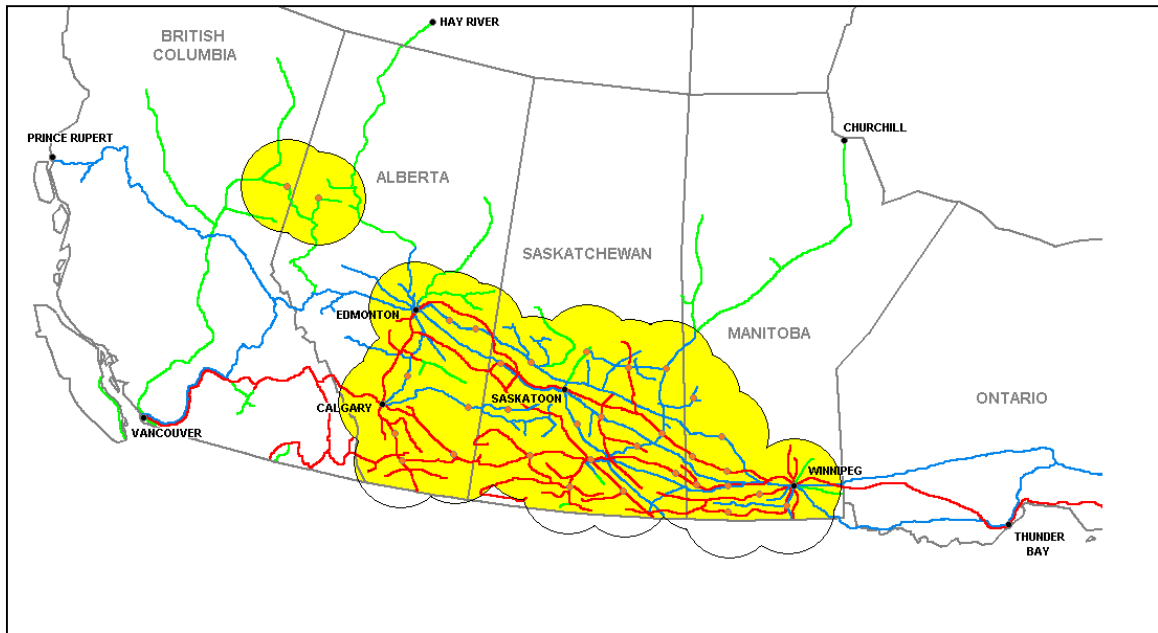 HAY RIVER
BRITISH
COLUMBIA
CHURCHILL
PRINCE RUPERT
ALBERTA
SASKATCHEWAN
EDMONTON
MANITOBA
SASKATOON
ONTARIO
CALGARY
VANCOUVER
WINNIPEG
THUNDER
BAY